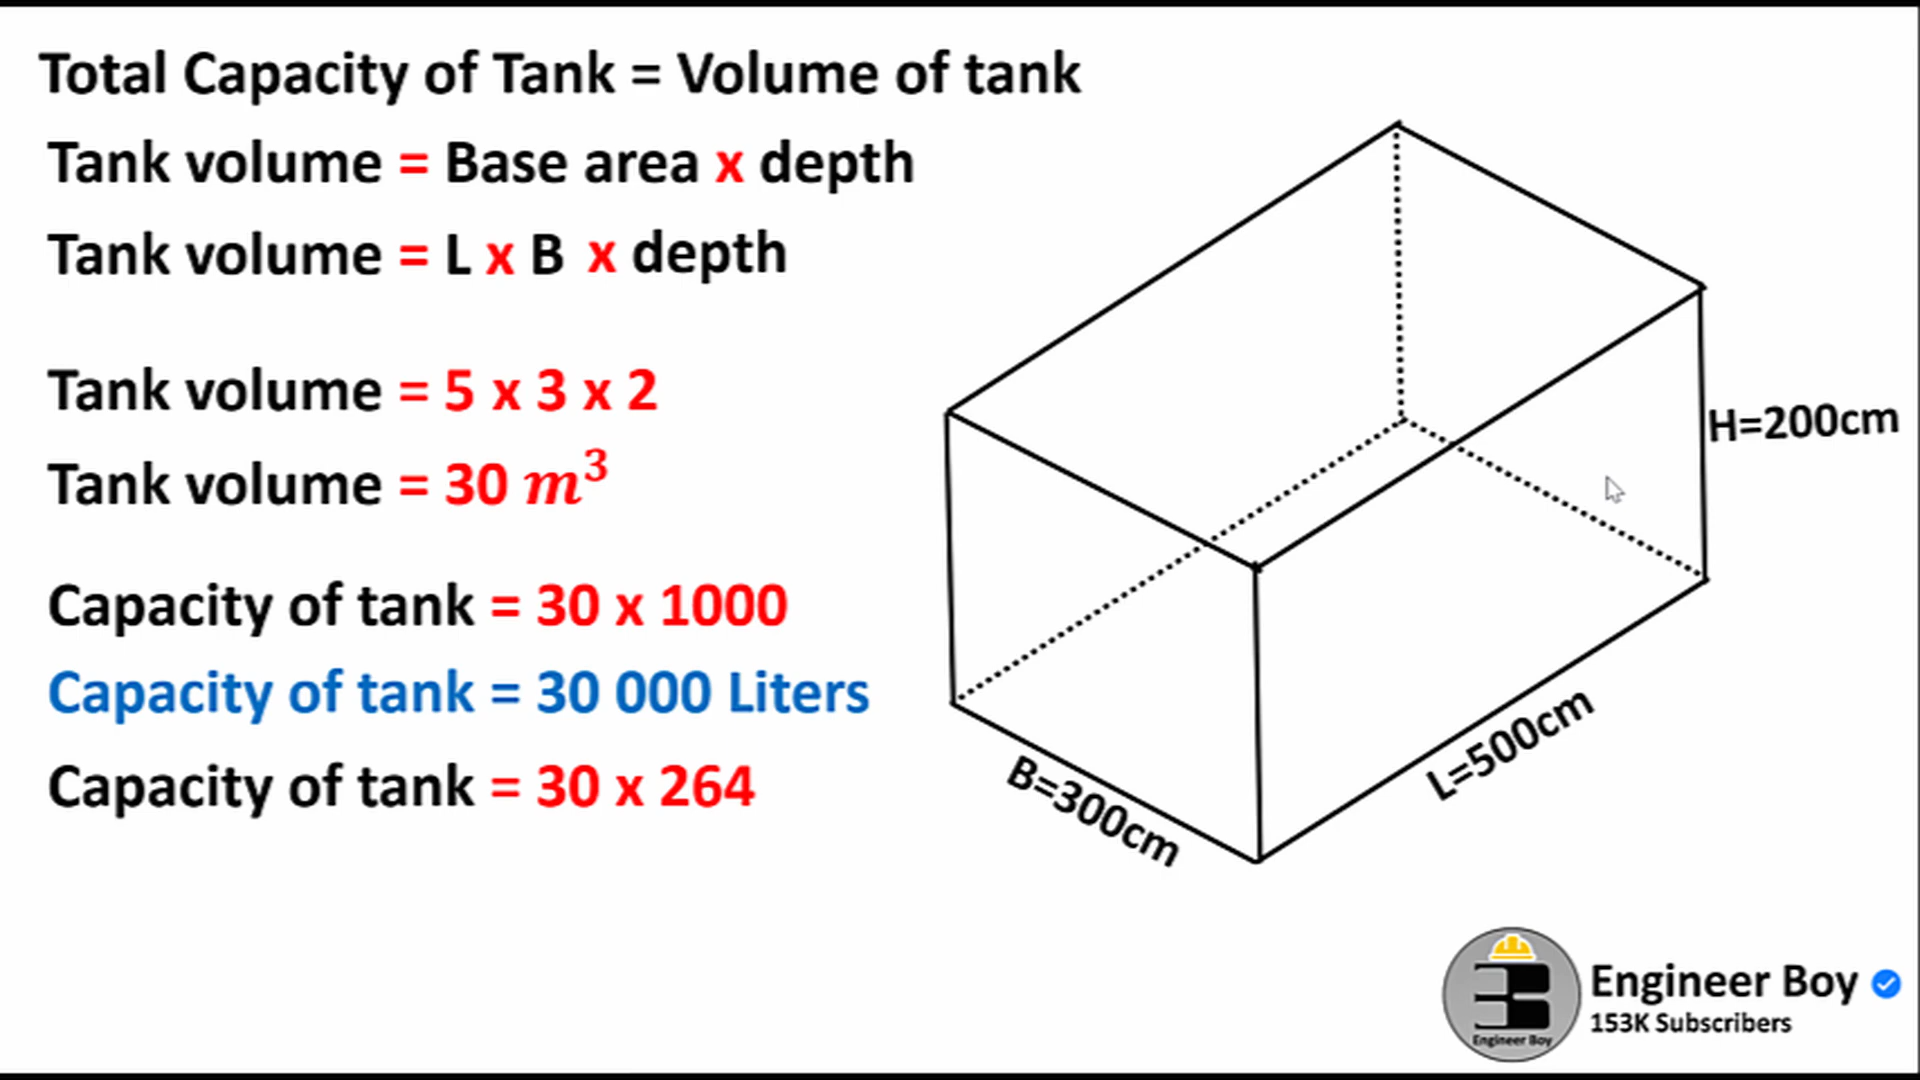 Total Capacity of Tank = Volume of tank
Tank volume = Base area x depth
Tank volume = L x B x depth
Tank volume = 5 x 3 x 2
Tank volume = 30 m³
Capacity of tank = 30 x 1000
Capacity of tank = 30 000 Liters
Capacity of tank = 30 x 264
H=200cm
L=500cm
B=300cm
Engineer Boy
153K Subscribers
Engineer Boy